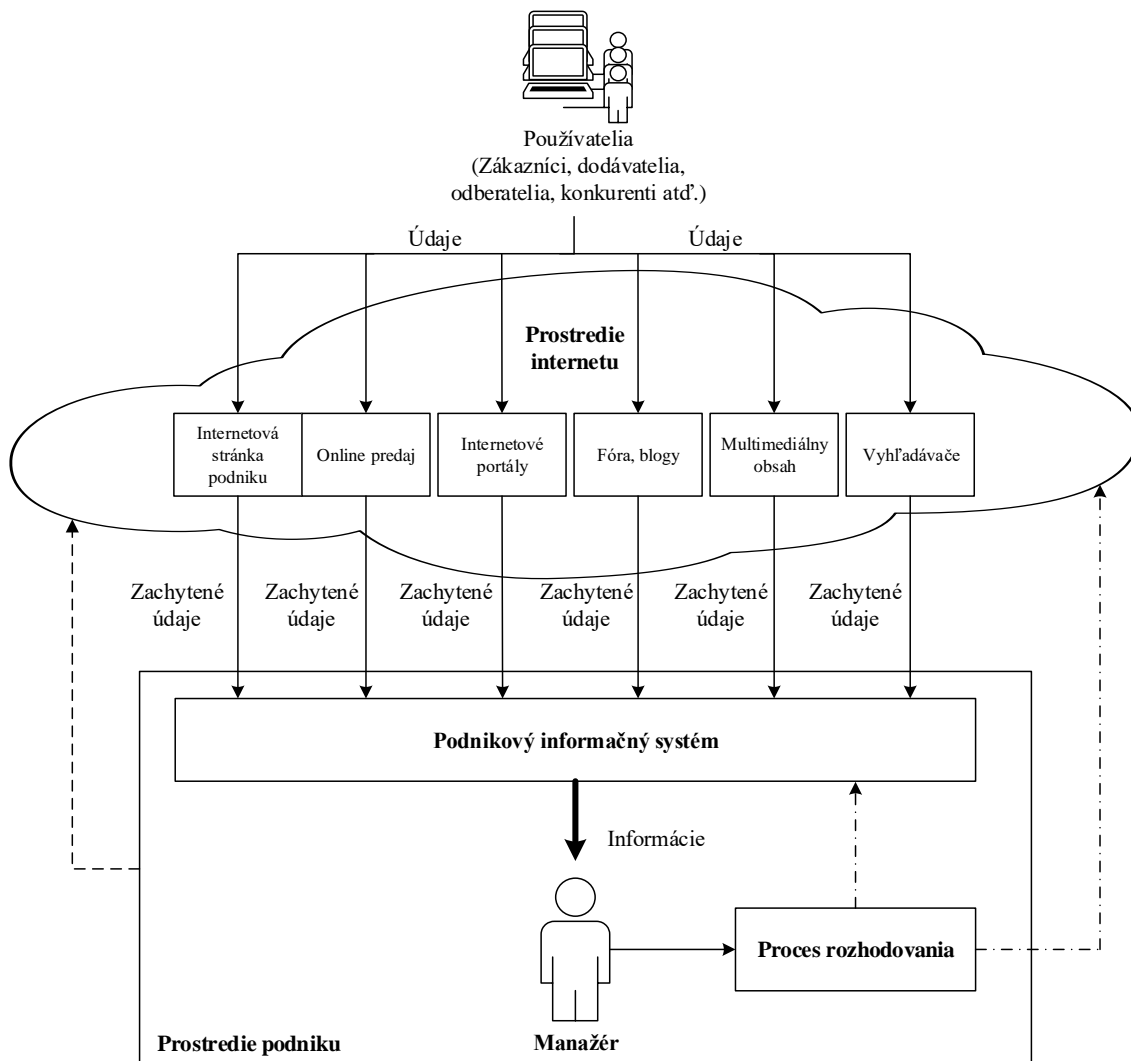 Používatelia
(Zákazníci, dodávatelia,
odberatelia, konkurenti atď.)
Údaje
Údaje
Prostredie
internetu
Internetová
stránka
podniku
Online predaj
Internetové
portály
Fóra, blogy
Multimediálny
obsah
Vyhľadávače
Zachytené
údaje
Zachytené
údaje
Zachytené
údaje
Zachytené
údaje
Zachytené
údaje
Zachytené
údaje
Podnikový informačný systém
Informácie
Proces rozhodovania
Manažér
Prostredie podniku